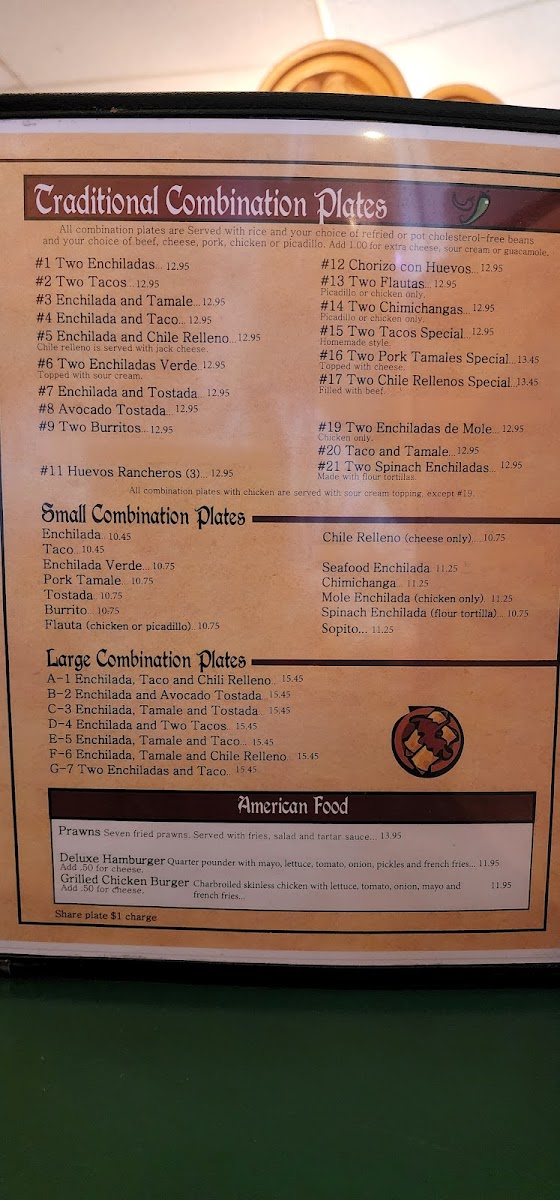 Traditional Combination Plates
All combination plates are Served with rice and your choice of refried or pot cholesterol-free beans
and your choice of beef, cheese, pork, chicken or picadillo. Add 1.00 for extra cheese, sour cream or guacamole.
#1 Two Enchiladas... 12.95
#2 Two Tacos... 12.95
#3 Enchilada and Tamale... 12.95
#4 Enchilada and Taco... 12.95
#5 Enchilada and Chile Relleno... 12.95
Chile relleno is served with jack cheese.
#6 Two Enchiladas Verde. 12.95
Topped with sour cream.
#7 Enchilada and Tostada... 12.95
#8 Avocado Tostada... 12.95
#9 Two Burritos... 12.95
#11 Huevos Rancheros (3)... 12.95
#12 Chorizo con Huevos... 12.95
#13 Two Flautas... 12.95
Picadillo or chicken only.
#14 Two Chimichangas... 12.95
Picadillo or chicken only.
#15 Two Tacos Special... 12.95
Homemade style.
#16 Two Pork Tamales Special... 13.45
Topped with cheese.
#17 Two Chile Rellenos Special... 13.45
Filled with beef.
#19 Two Enchiladas de Mole... 12.95
Chicken only.
#20 Taco and Tamale... 12.95
#21 Two Spinach Enchiladas... 12.95
Made with flour tortillas.
All combination plates with chicken are served with sour cream topping, except #19.
Small Combination Plates
Enchilada... 10.45
Taco... 10.45
Enchilada Verde... 10.75
Pork Tamale... 10.75
Tostada... 10.75
Burrito... 10.75
Flauta (chicken or picadillo)... 10.75
Chile Relleno (cheese only)... 10.75
Seafood Enchilada... 11.25
Chimichanga... 11.25
Mole Enchilada (chicken only)... 11.25
Spinach Enchilada (flour tortilla)... 10.75
Sopito... 11.25
Large Combination Plates
A-1 Enchilada, Taco and Chili Relleno... 15.45
B-2 Enchilada and Avocado Tostada... 15.45
C-3 Enchilada, Tamale and Tostada... 15.45
D-4 Enchilada and Two Tacos... 15.45
E-5 Enchilada, Tamale and Taco... 15.45
F-6 Enchilada, Tamale and Chile Relleno... 15.45
G-7 Two Enchiladas and Taco... 15.45
American Food
Prawns Seven fried prawns. Served with fries, salad and tartar sauce... 13.95
Deluxe Hamburger Quarter pounder with mayo, lettuce, tomato, onion, pickles and french fries... 11.95
Add .50 for cheese.
Grilled Chicken Burger Charbroiled skinless chicken with lettuce, tomato, onion, mayo and 11.95
Add .50 for cheese. french fries...
Share plate $1 charge